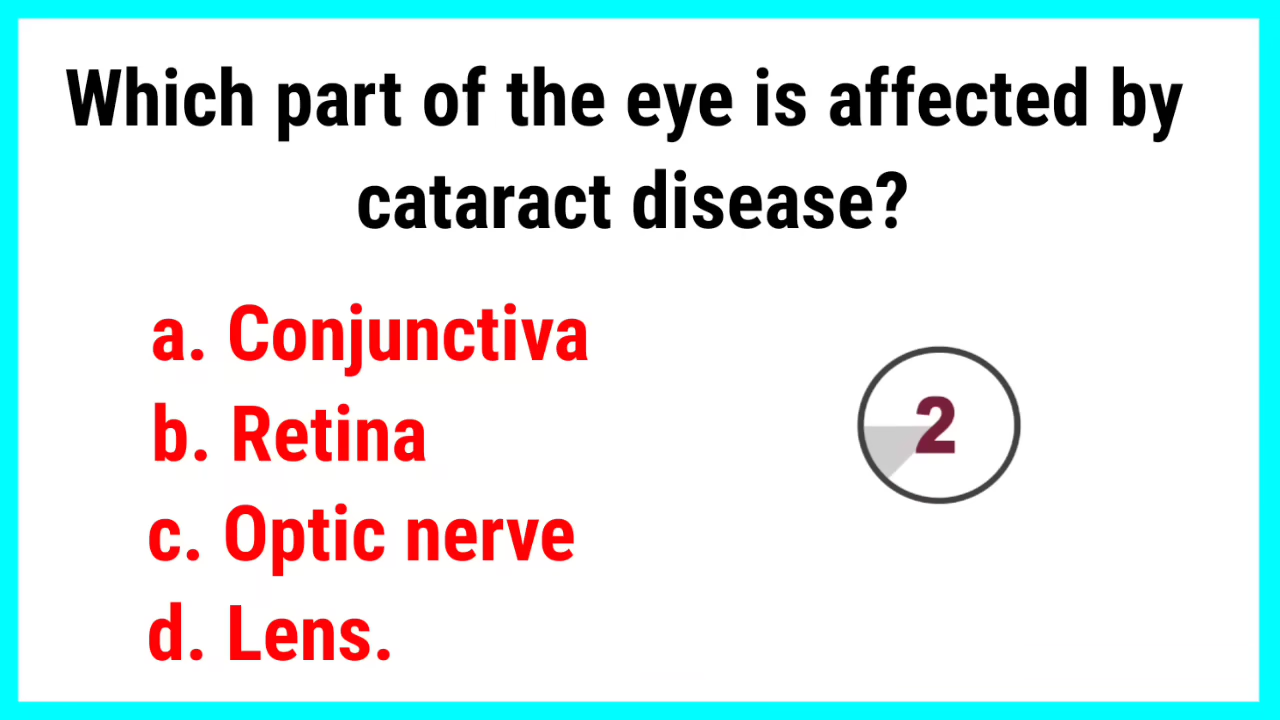 Which part of the eye is affected by
cataract disease?
a. Conjunctiva
b. Retina
2
c. Optic nerve
d. Lens.